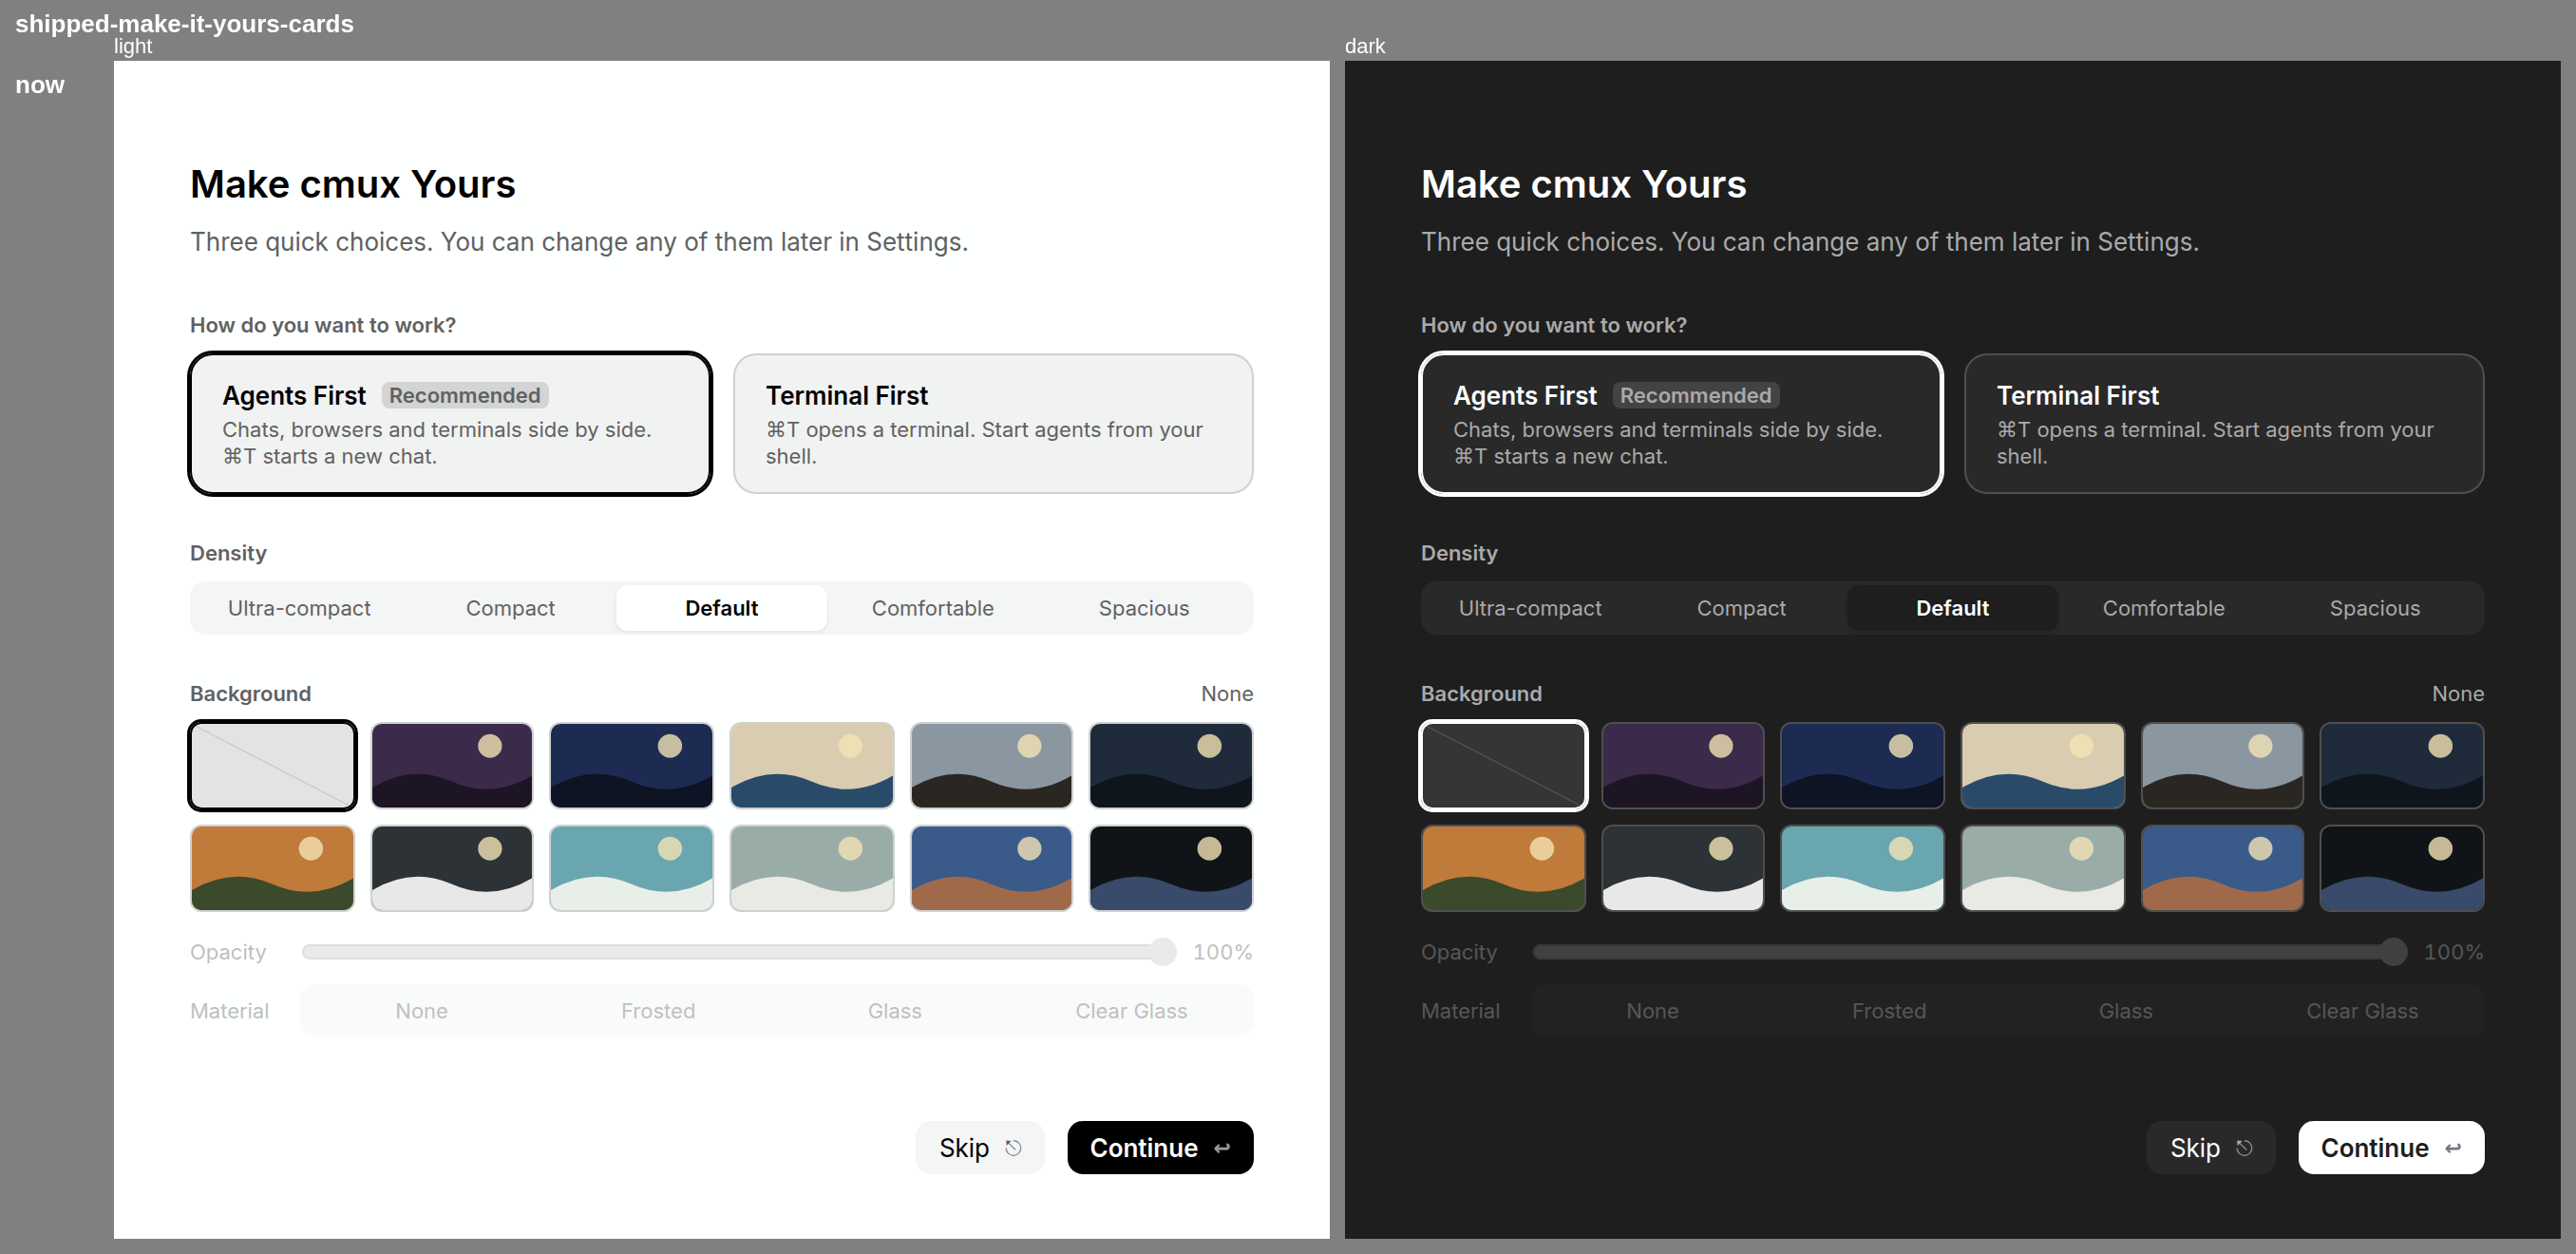 shipped-make-it-yours-cards
light
dark
now
Make cmux Yours
Three quick choices. You can change any of them later in Settings.
How do you want to work?
Agents First Recommended
Chats, browsers and terminals side by side.
⌘T starts a new chat.
Terminal First
⌘T opens a terminal. Start agents from your
shell.
Density
Ultra-compact Compact Default Comfortable Spacious
Background None
Opacity 100%
Material None Frosted Glass Clear Glass
Skip ⎋ Continue ↩
Make cmux Yours
Three quick choices. You can change any of them later in Settings.
How do you want to work?
Agents First Recommended
Chats, browsers and terminals side by side.
⌘T starts a new chat.
Terminal First
⌘T opens a terminal. Start agents from your
shell.
Density
Ultra-compact Compact Default Comfortable Spacious
Background None
Opacity 100%
Material None Frosted Glass Clear Glass
Skip ⎋ Continue ↩